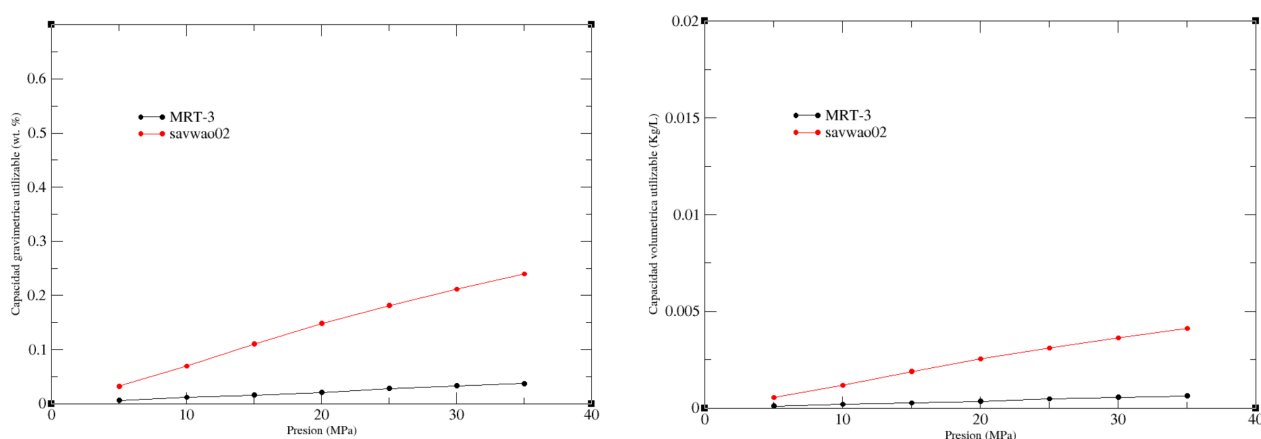 Capacidad gravimetrica utilizable (wt. %)
0.6
0.5
0.4
0.3
0.2
0.1
0
MRT-3
savwao02
0 10 20 30 40
Presion (MPa)
Capacidad volumetrica utilizable (Kg/L)
0.02
0.015
0.01
0.005
0
MRT-3
savwao02
0 10 20 30 40
Presion (MPa)